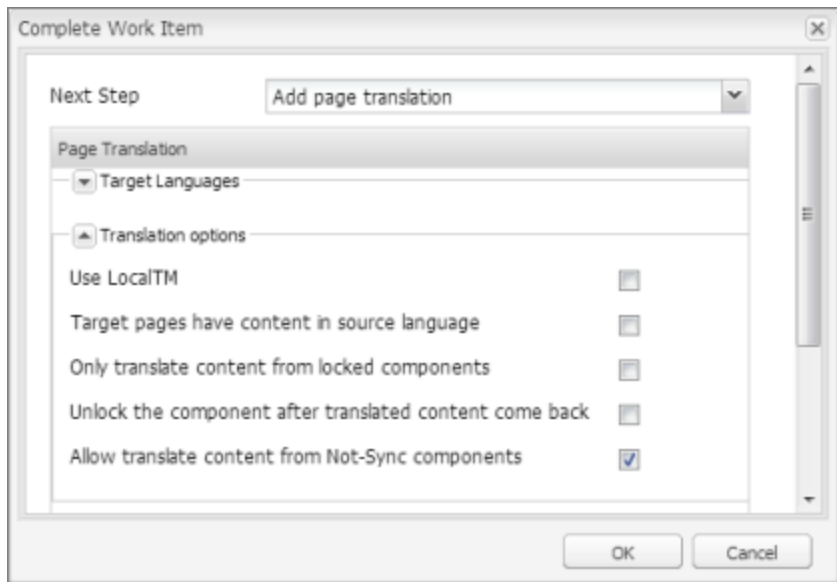 Complete Work Item
Next Step Add page translation
Page Translation
Target Languages
Translation options
Use LocalTM
Target pages have content in source language
Only translate content from locked components
Unlock the component after translated content come back
Allow translate content from Not-Sync components
OK Cancel